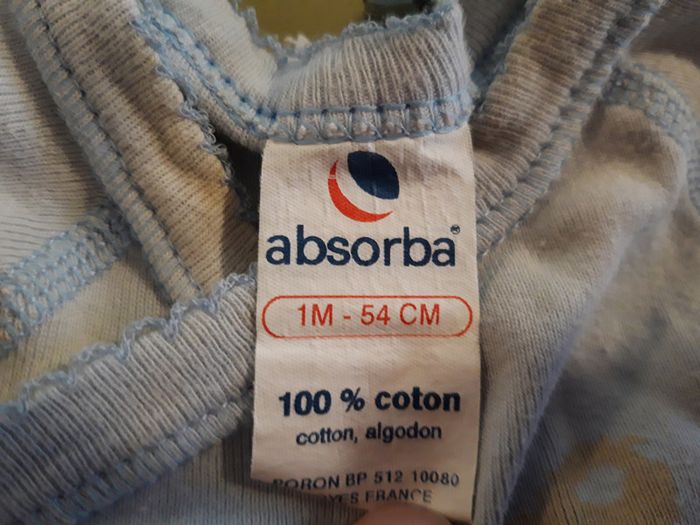 absorba®
1M - 54 CM
100 % coton
cotton, algodon
PORON BP 512 10080
FRANCE